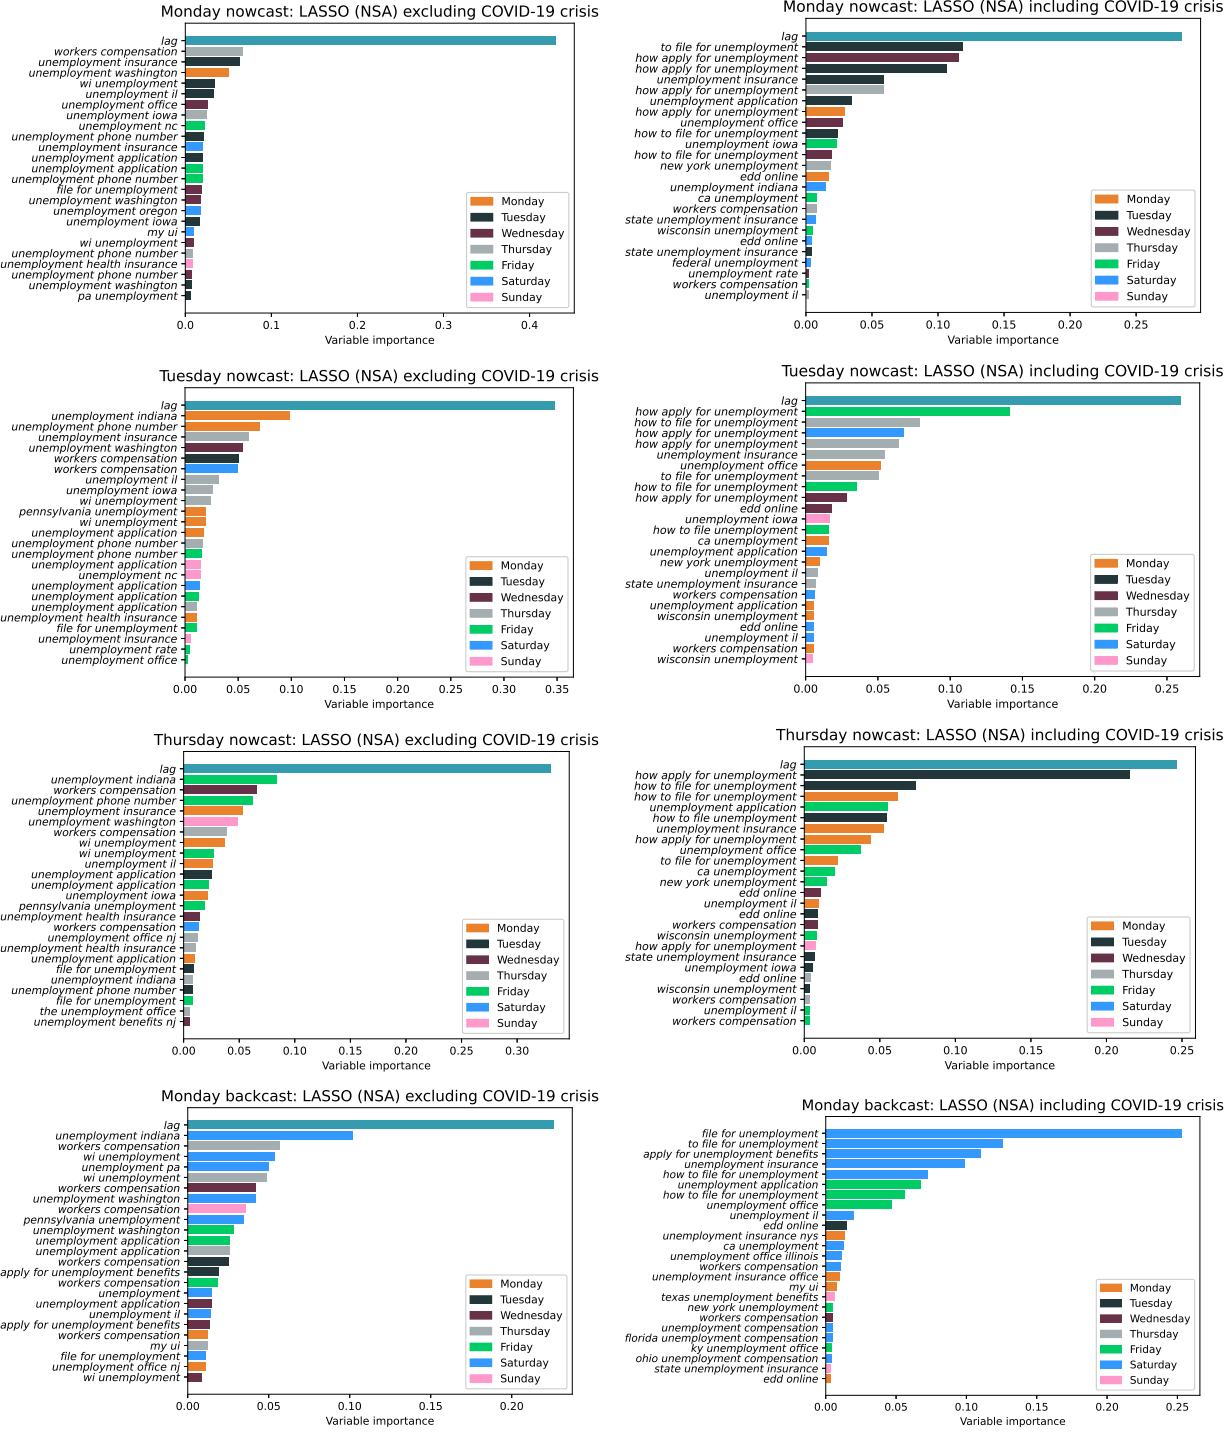 Monday nowcast: LASSO (NSA) excluding COVID-19 crisis
lag
workers compensation
unemployment insurance
unemployment washington
wi unemployment
unemployment il
unemployment office
unemployment iowa
unemployment nc
unemployment phone number
unemployment insurance
unemployment application
unemployment application
unemployment phone number
file for unemployment
unemployment washington
unemployment oregon
unemployment iowa
my ui
wi unemployment
unemployment phone number
unemployment health insurance
unemployment phone number
unemployment washington
pa unemployment
Monday
Tuesday
Wednesday
Thursday
Friday
Saturday
Sunday
0.0 0.1 0.2 0.3 0.4
Variable importance
Monday nowcast: LASSO (NSA) including COVID-19 crisis
lag
to file for unemployment
how apply for unemployment
how apply for unemployment
unemployment insurance
how apply for unemployment
unemployment application
how apply for unemployment
unemployment office
how to file for unemployment
unemployment iowa
how to file for unemployment
new york unemployment
edd online
unemployment indiana
ca unemployment
workers compensation
state unemployment insurance
wisconsin unemployment
edd online
state unemployment insurance
federal unemployment
unemployment rate
workers compensation
unemployment il
Monday
Tuesday
Wednesday
Thursday
Friday
Saturday
Sunday
0.00 0.05 0.10 0.15 0.20 0.25
Variable importance
Tuesday nowcast: LASSO (NSA) excluding COVID-19 crisis
lag
unemployment indiana
unemployment phone number
unemployment insurance
unemployment washington
workers compensation
workers compensation
unemployment il
unemployment iowa
wi unemployment
pennsylvania unemployment
wi unemployment
unemployment application
unemployment phone number
unemployment phone number
unemployment application
unemployment nc
unemployment application
unemployment application
unemployment application
unemployment health insurance
file for unemployment
unemployment insurance
unemployment rate
unemployment office
Monday
Tuesday
Wednesday
Thursday
Friday
Saturday
Sunday
0.00 0.05 0.10 0.15 0.20 0.25 0.30 0.35
Variable importance
Tuesday nowcast: LASSO (NSA) including COVID-19 crisis
lag
how apply for unemployment
how to file for unemployment
how apply for unemployment
how apply for unemployment
unemployment insurance
unemployment office
to file for unemployment
how to file for unemployment
how apply for unemployment
edd online
unemployment iowa
how to file unemployment
ca unemployment
unemployment application
new york unemployment
unemployment il
state unemployment insurance
workers compensation
unemployment application
wisconsin unemployment
edd online
unemployment il
workers compensation
wisconsin unemployment
Monday
Tuesday
Wednesday
Thursday
Friday
Saturday
Sunday
0.00 0.05 0.10 0.15 0.20 0.25
Variable importance
Thursday nowcast: LASSO (NSA) excluding COVID-19 crisis
lag
unemployment indiana
workers compensation
unemployment phone number
unemployment insurance
unemployment washington
workers compensation
wi unemployment
wi unemployment
unemployment il
unemployment application
unemployment application
unemployment iowa
pennsylvania unemployment
unemployment health insurance
workers compensation
unemployment office nj
unemployment health insurance
unemployment application
file for unemployment
unemployment indiana
unemployment phone number
file for unemployment
the unemployment office
unemployment benefits nj
Monday
Tuesday
Wednesday
Thursday
Friday
Saturday
Sunday
0.00 0.05 0.10 0.15 0.20 0.25 0.30
Variable importance
Thursday nowcast: LASSO (NSA) including COVID-19 crisis
lag
how apply for unemployment
how to file for unemployment
how to file for unemployment
unemployment application
how to file unemployment
unemployment insurance
how apply for unemployment
unemployment office
to file for unemployment
ca unemployment
new york unemployment
edd online
unemployment il
edd online
workers compensation
wisconsin unemployment
how apply for unemployment
state unemployment insurance
unemployment iowa
edd online
wisconsin unemployment
workers compensation
unemployment il
workers compensation
Monday
Tuesday
Wednesday
Thursday
Friday
Saturday
Sunday
0.00 0.05 0.10 0.15 0.20 0.25
Variable importance
Monday backcast: LASSO (NSA) excluding COVID-19 crisis
lag
unemployment indiana
workers compensation
wi unemployment
unemployment pa
wi unemployment
workers compensation
unemployment washington
workers compensation
pennsylvania unemployment
unemployment washington
unemployment application
unemployment application
workers compensation
apply for unemployment benefits
workers compensation
unemployment
unemployment application
unemployment il
apply for unemployment benefits
workers compensation
my ui
file for unemployment
unemployment office nj
wi unemployment
Monday
Tuesday
Wednesday
Thursday
Friday
Saturday
Sunday
0.00 0.05 0.10 0.15 0.20
Variable importance
Monday backcast: LASSO (NSA) including COVID-19 crisis
file for unemployment
to file for unemployment
apply for unemployment benefits
unemployment insurance
how to file for unemployment
unemployment application
how to file for unemployment
unemployment office
unemployment il
edd online
unemployment insurance nys
ca unemployment
unemployment office illinois
workers compensation
unemployment insurance office
my ui
texas unemployment benefits
new york unemployment
workers compensation
unemployment compensation
florida unemployment compensation
ky unemployment office
ohio unemployment compensation
state unemployment insurance
edd online
Monday
Tuesday
Wednesday
Thursday
Friday
Saturday
Sunday
0.00 0.05 0.10 0.15 0.20 0.25
Variable importance